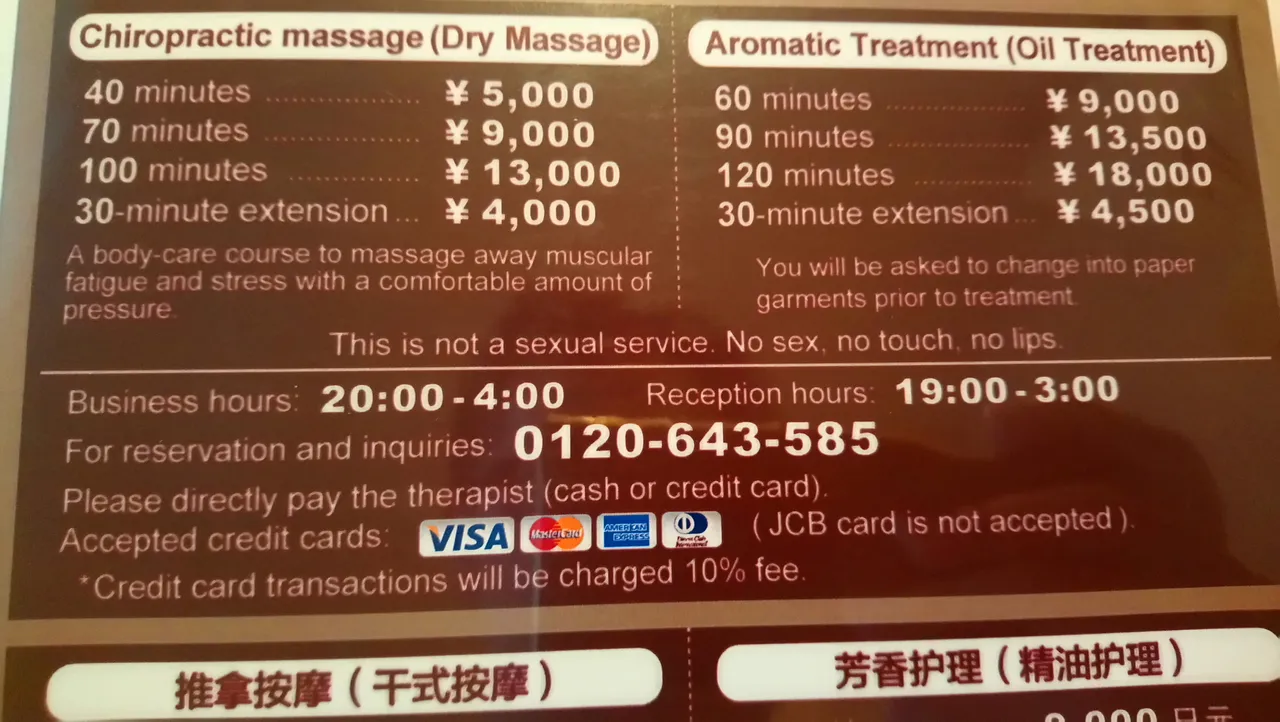 Chiropractic massage (Dry Massage)
40 minutes ................ ¥ 5,000
70 minutes ................ ¥ 9,000
100 minutes ............. ¥ 13,000
30-minute extension ... ¥ 4,000
A body-care course to massage away muscular
fatigue and stress with a comfortable amount of
pressure.
Aromatic Treatment (Oil Treatment)
60 minutes ................ ¥ 9,000
90 minutes ................ ¥ 13,500
120 minutes ............. ¥ 18,000
30-minute extension ... ¥ 4,500
You will be asked to change into paper
garments prior to treatment.
This is not a sexual service. No sex, no touch, no lips.
Business hours: 20:00 - 4:00 Reception hours: 19:00 - 3:00
For reservation and inquiries: 0120-643-585
Please directly pay the therapist (cash or credit card).
Accepted credit cards: VISA MasterCard AMERICAN EXPRESS Diners Club International ( JCB card is not accepted ).
*Credit card transactions will be charged 10% fee.
推拿按摩（干式按摩）
芳香护理（精油护理）